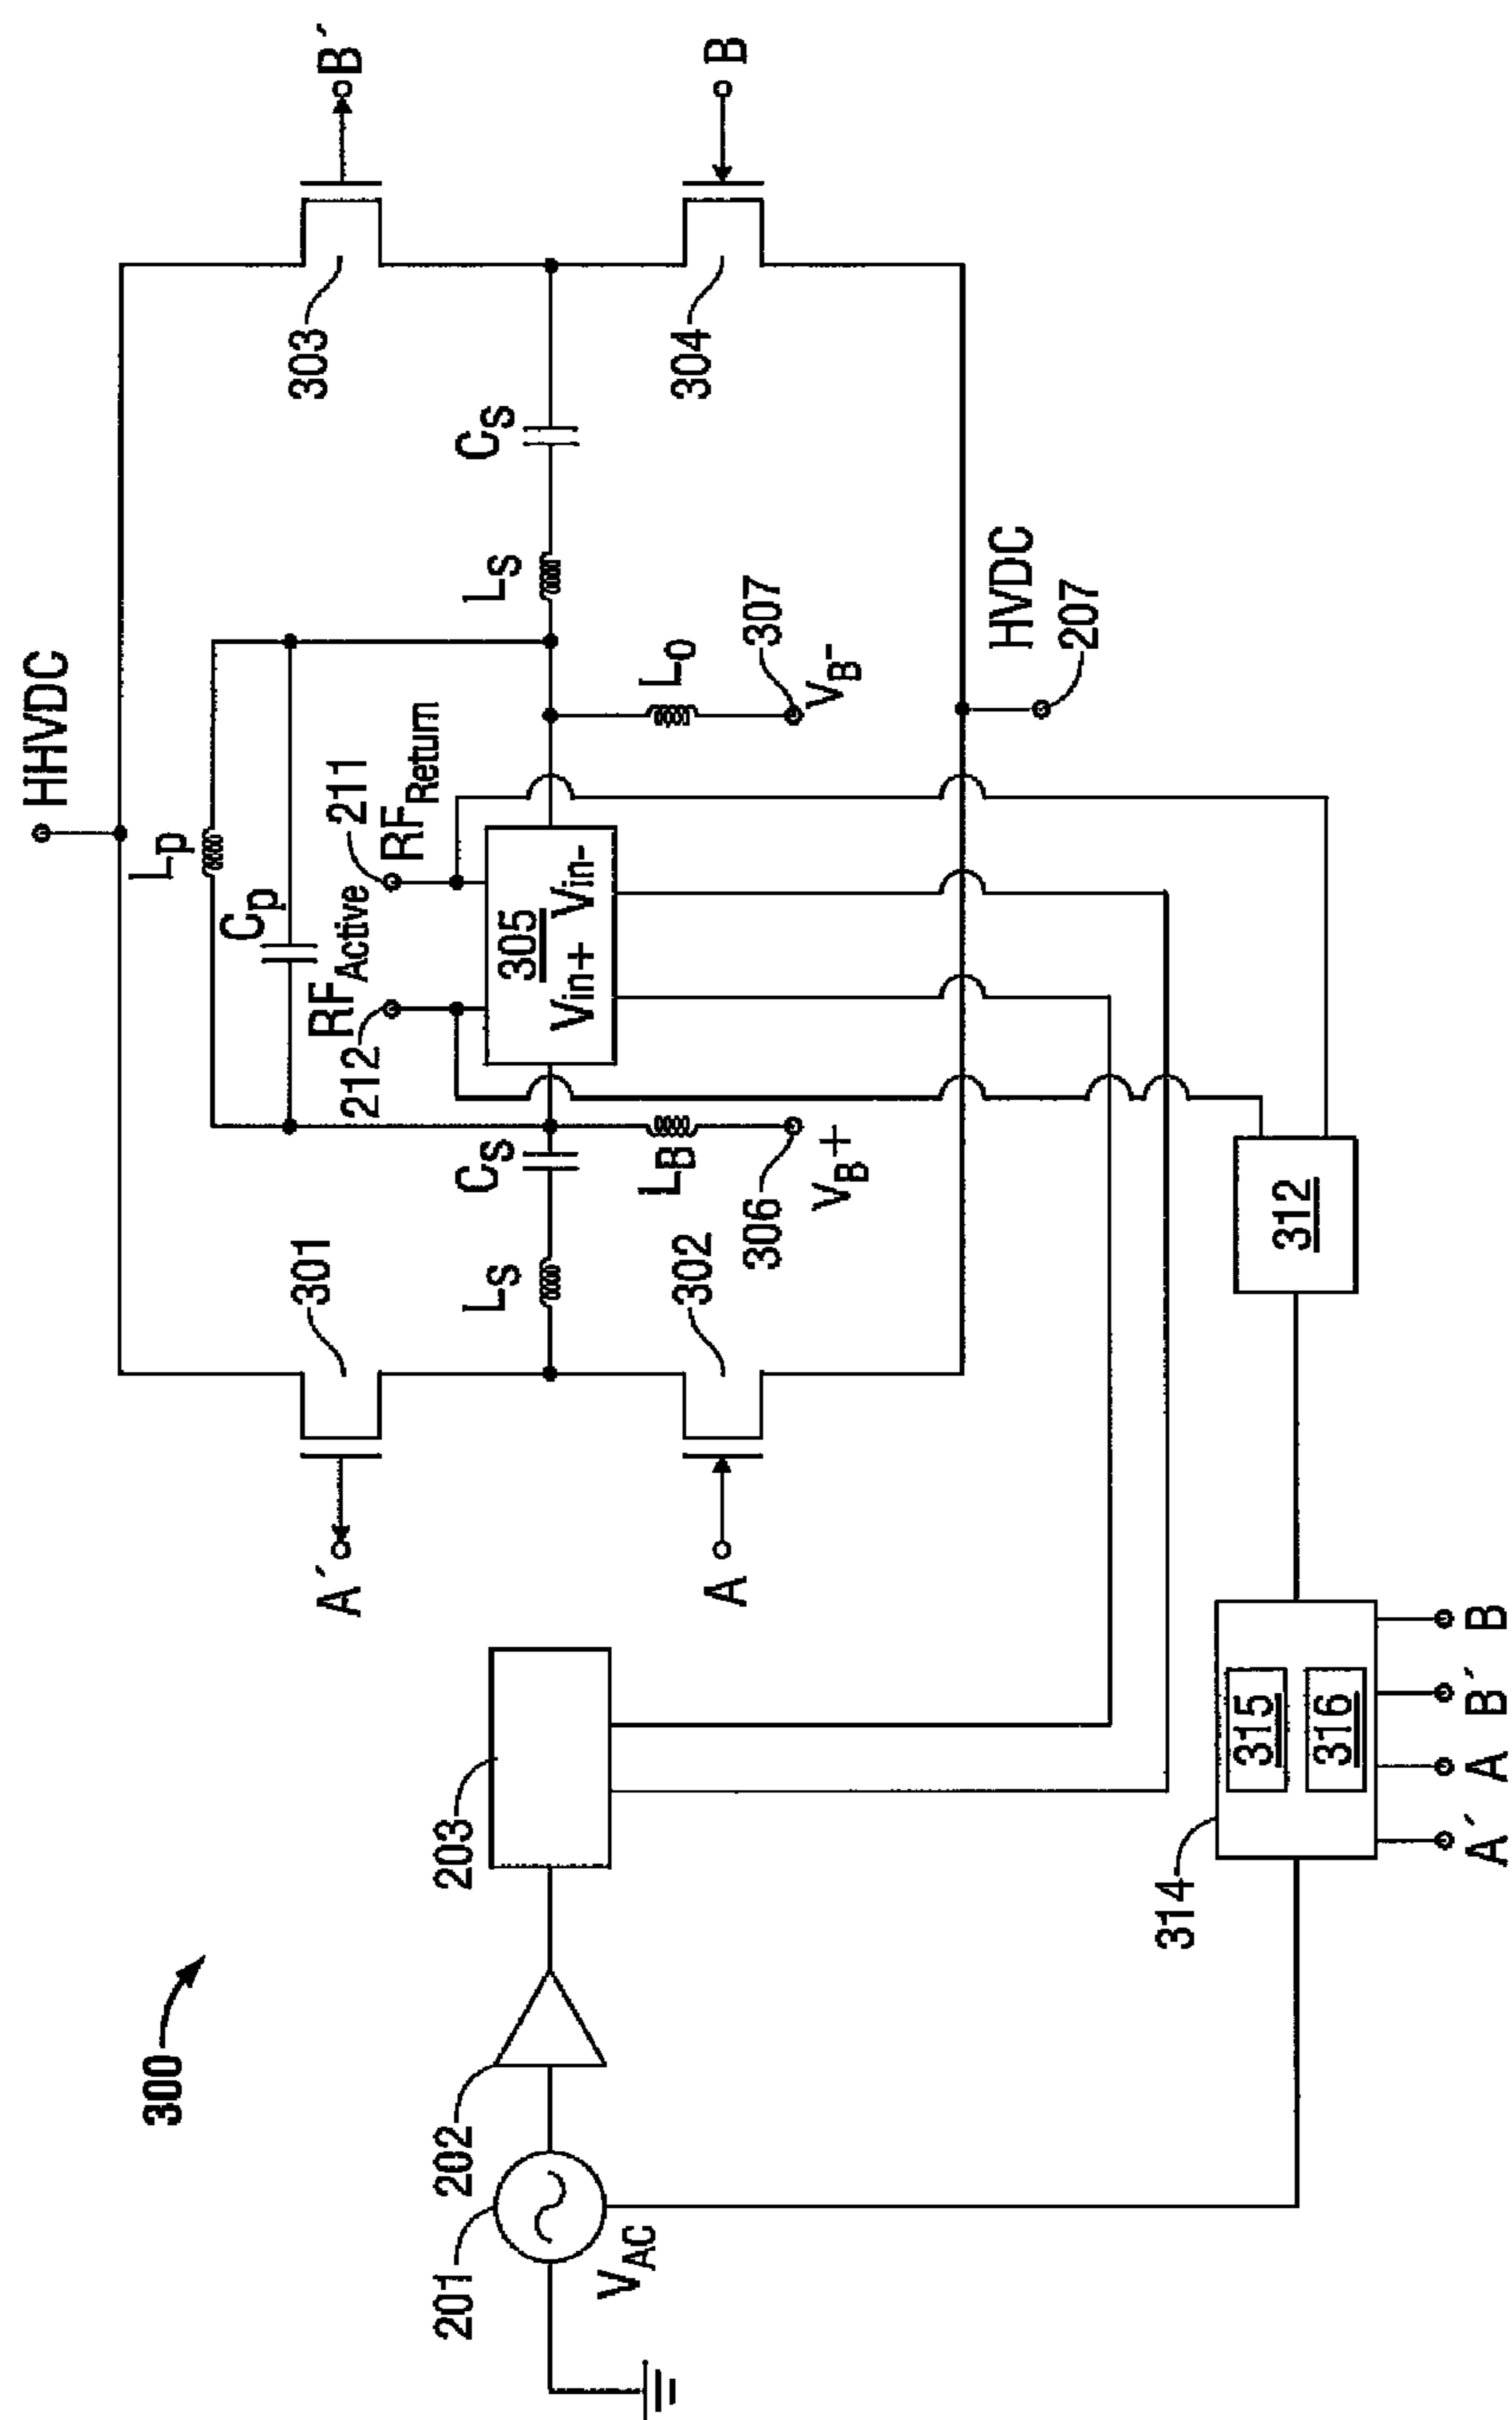 300
HHVDC
A´
301
Lp
Cp
303
B´
212
RFActive
211
RFReturn
Ls
Cs
305
Vin+ Vin-
Ls
Cs
A
302
LB
306
VB+
LO
307
VB-
304
B
HVDC
207
201
VAC
202
203
312
314
315
316
A´ A B´ B